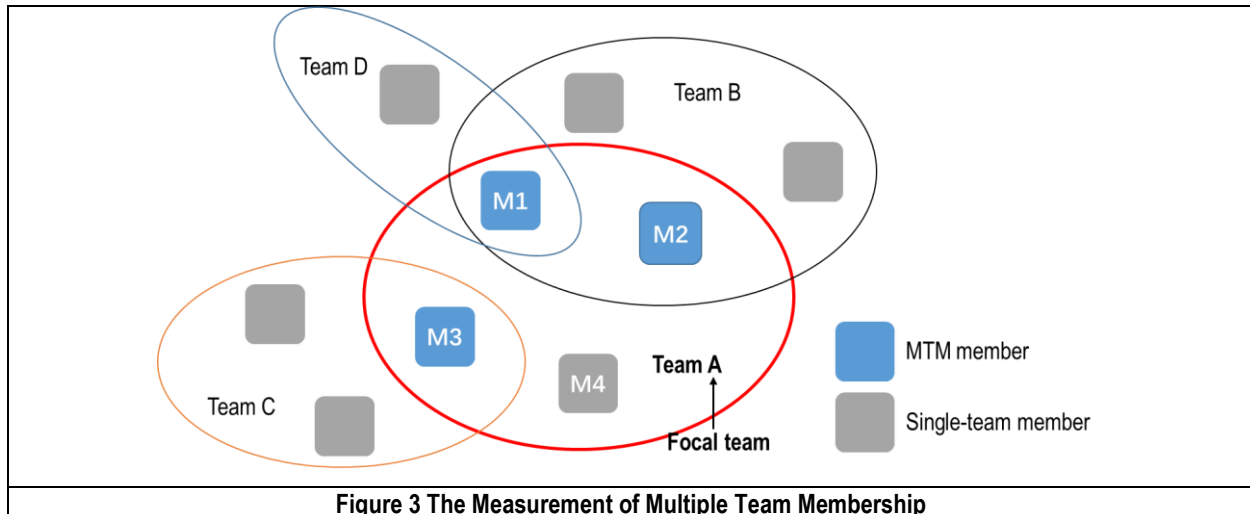 Team D
Team B
M1
M2
M3
M4
Team A
Focal team
Team C
MTM member
Single-team member
Figure 3 The Measurement of Multiple Team Membership